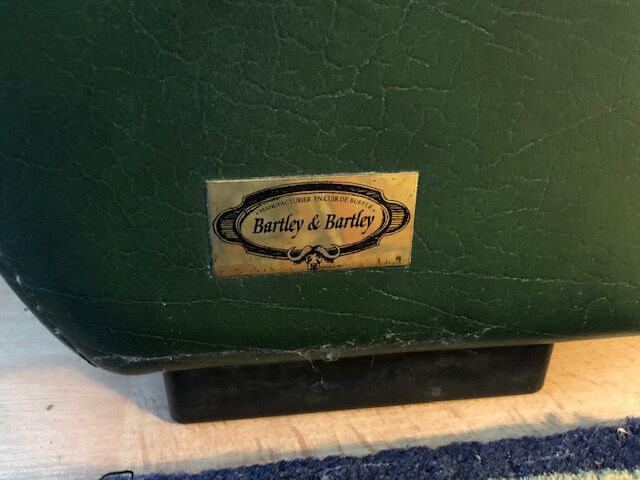 • MANUFACTURIER EN CUIR DE BUFFLE •
Bartley & Bartley